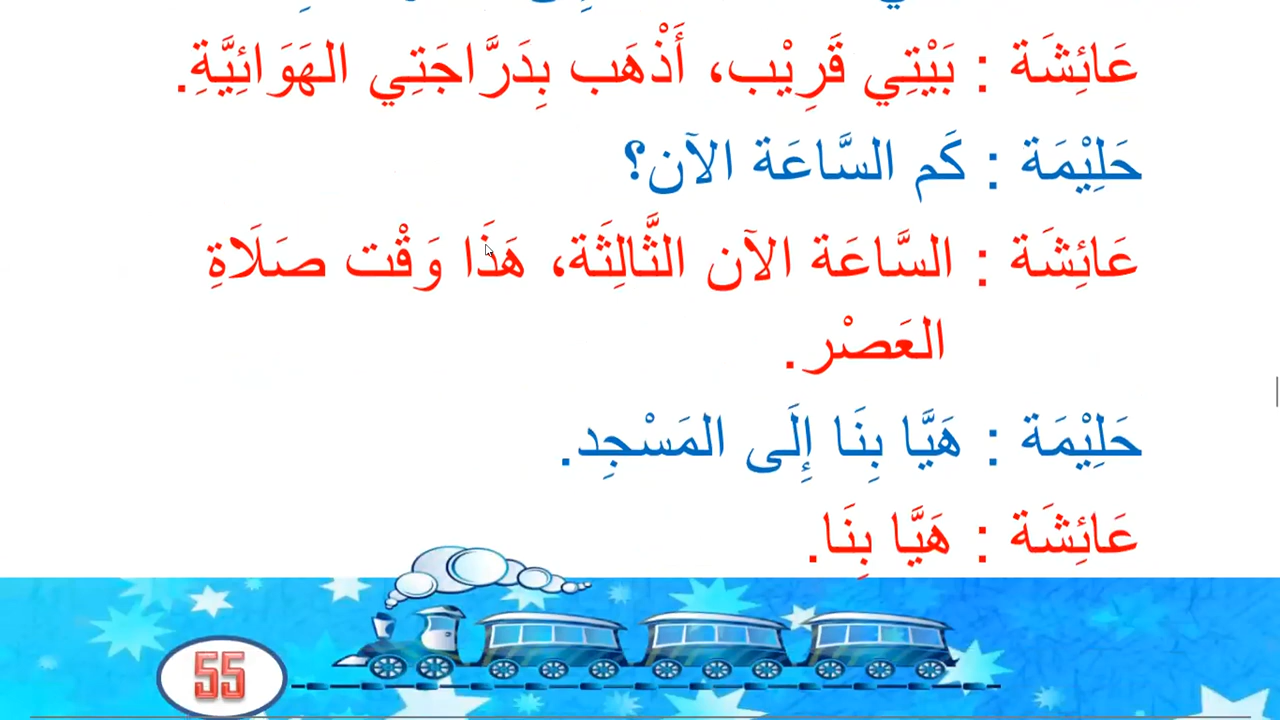 عَائِشَة : بَيْتِي قَرِيْب، أَذْهَب بِدَرَّاجَتِي الهَوَائِيَّةِ.
حَلِيْمَة : كَم السَّاعَة الآن؟
عَائِشَة : السَّاعَة الآن الثَّالِثَة، هَذَا وَقْت صَلَاةِ
العَصْر.
حَلِيْمَة : هَيَّا بِنَا إِلَى المَسْجِد.
عَائِشَة : هَيَّا بِنَا.
55